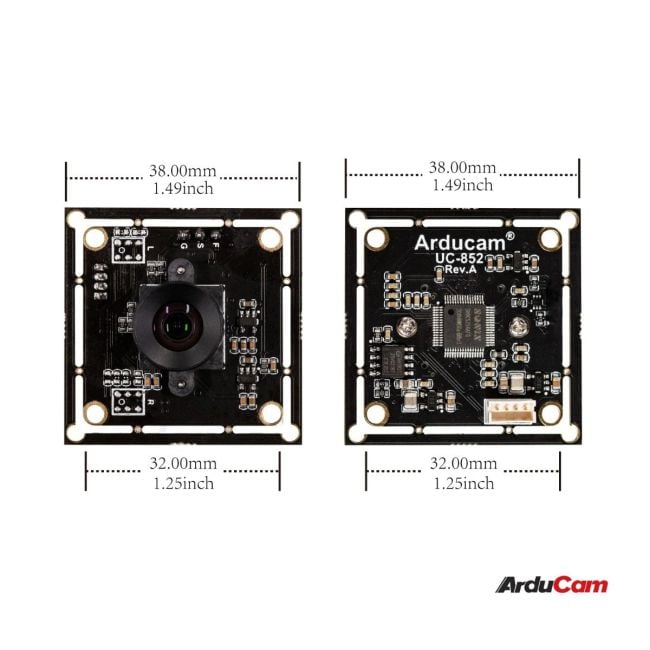 38.00mm
1.49inch
38.00mm
1.49inch
L
G S F
R
Arducam®
UC-852
Rev.A
32.00mm
1.25inch
32.00mm
1.25inch
ArduCam